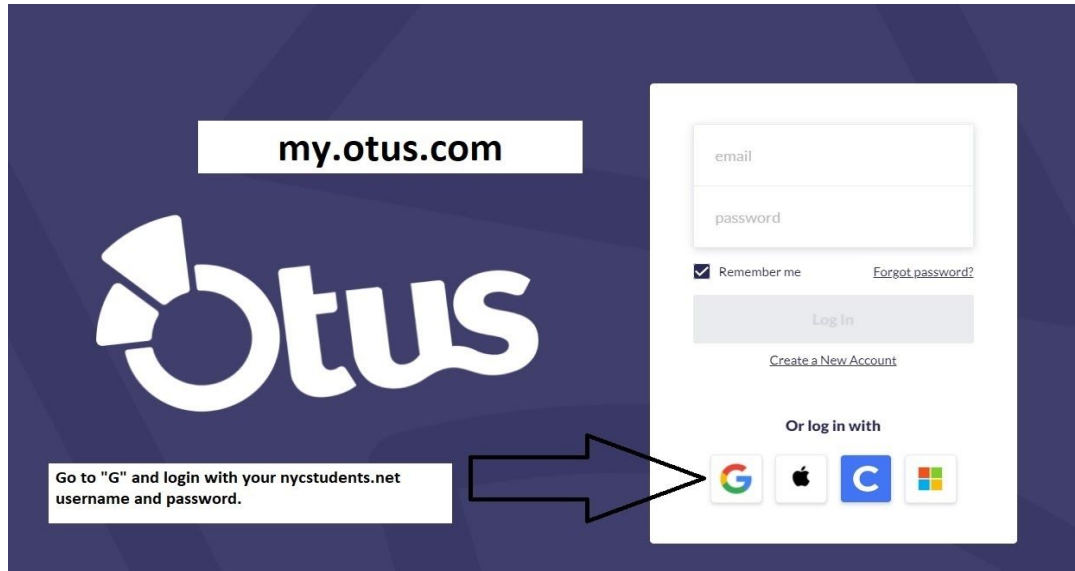 my.otus.com
Otus
Go to "G" and login with your nycstudents.net
username and password.
email
password
Remember me
Forgot password?
Log In
Create a New Account
Or log in with
G
C